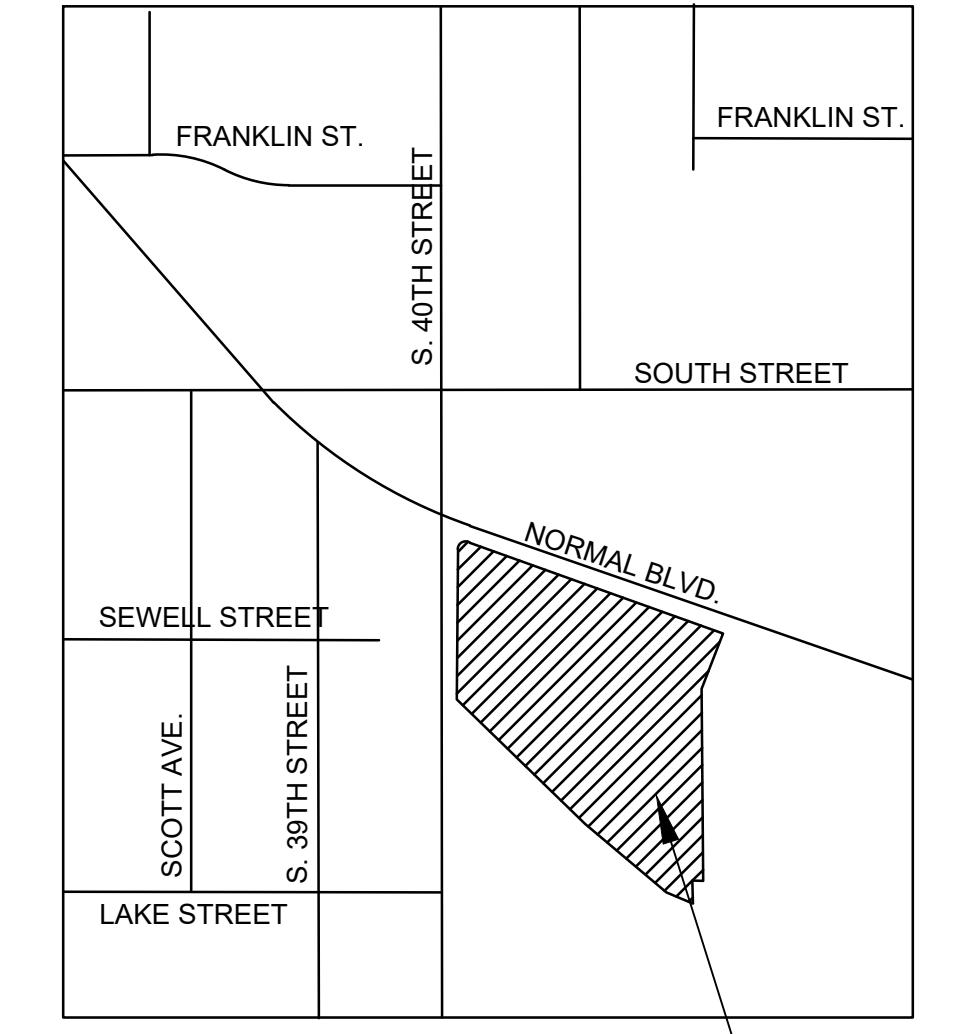 FRANKLIN ST.
FRANKLIN ST.
S. 40TH STREET
SOUTH STREET
NORMAL BLVD.
SEWELL STREET
SCOTT AVE.
S. 39TH STREET
LAKE STREET